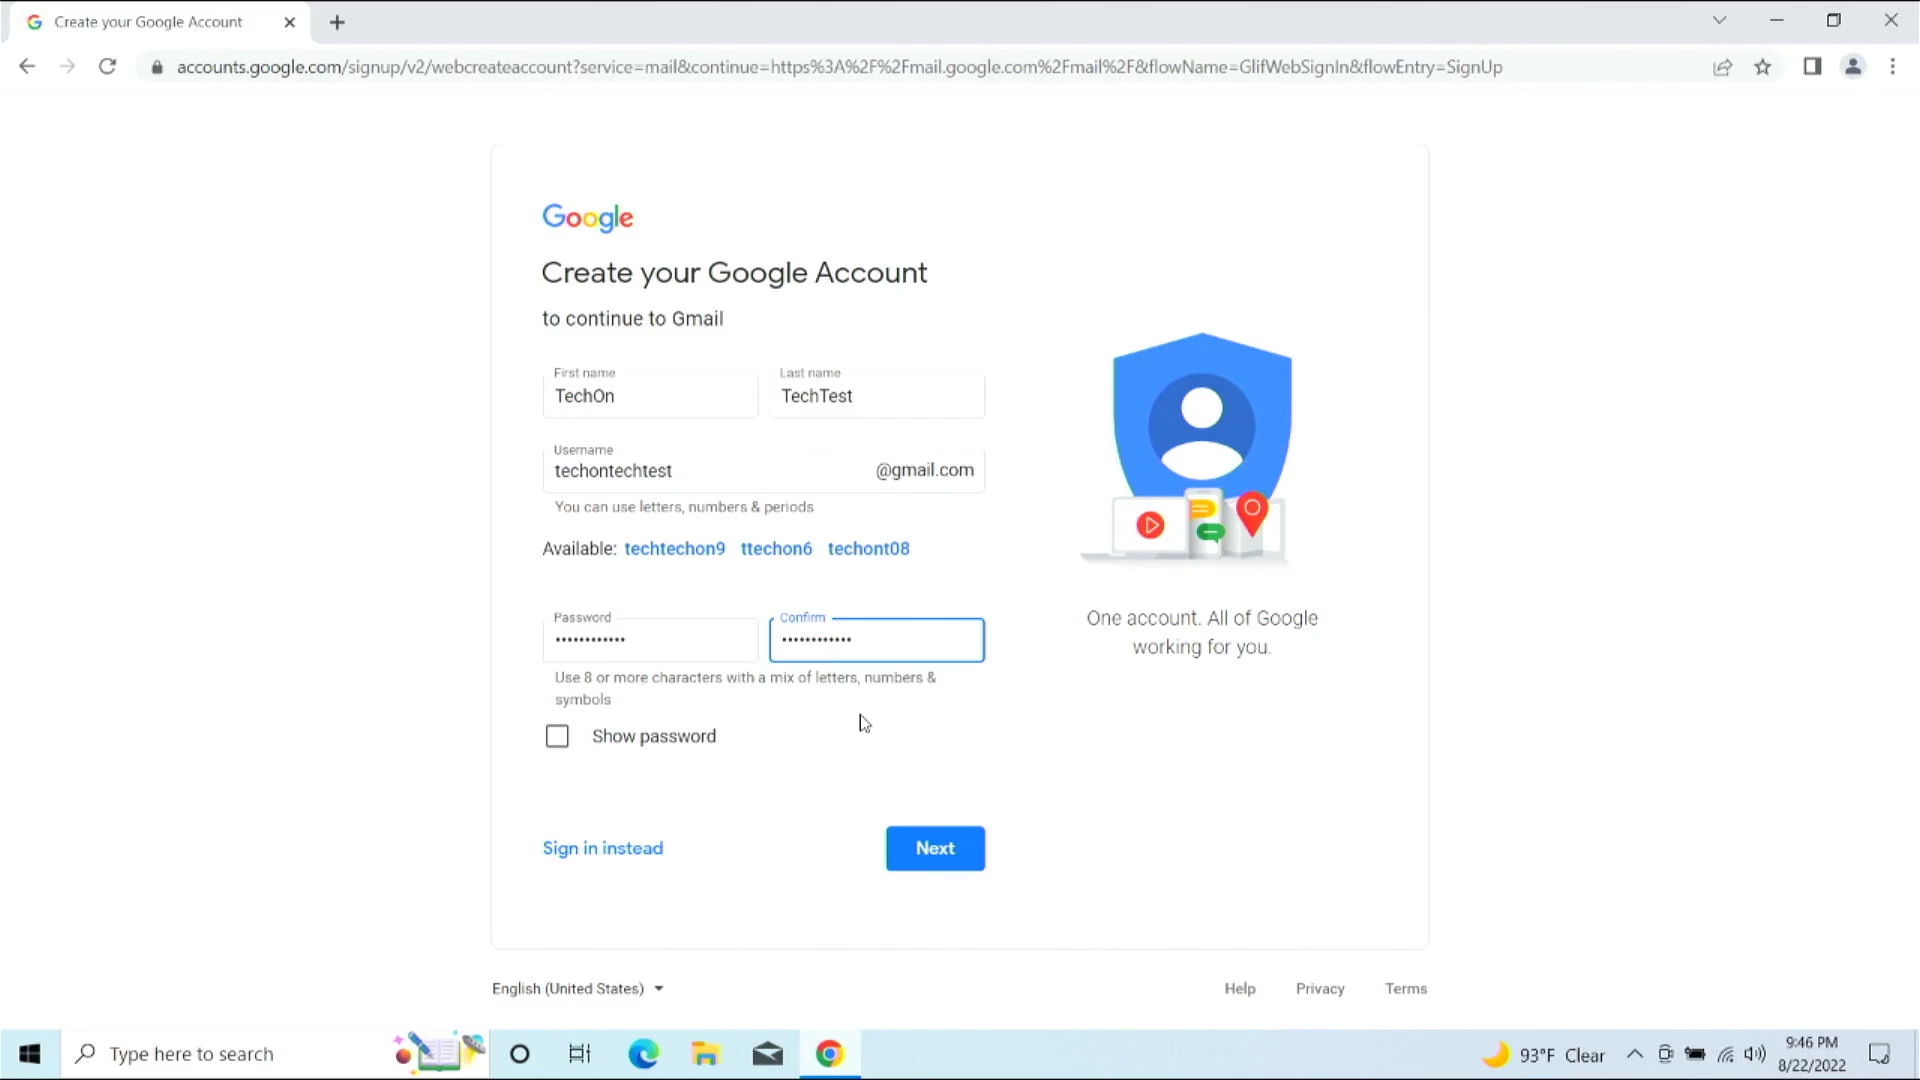 Create your Google Account
accounts.google.com/signup/v2/webcreateaccount?service=mail&continue=https%3A%2F%2Fmail.google.com%2Fmail%2F&flowName=GlifWebSignIn&flowEntry=SignUp
Google
Create your Google Account
to continue to Gmail
First name Last name
TechOn TechTest
Username
techontechtest @gmail.com
You can use letters, numbers & periods
Available: techtechon9 ttechon6 techont08
Password Confirm
•••••••••••• ••••••••••••
Use 8 or more characters with a mix of letters, numbers &
symbols
Show password
Sign in instead Next
One account. All of Google
working for you.
English (United States) Help Privacy Terms
Type here to search 93°F Clear 9:46 PM
8/22/2022